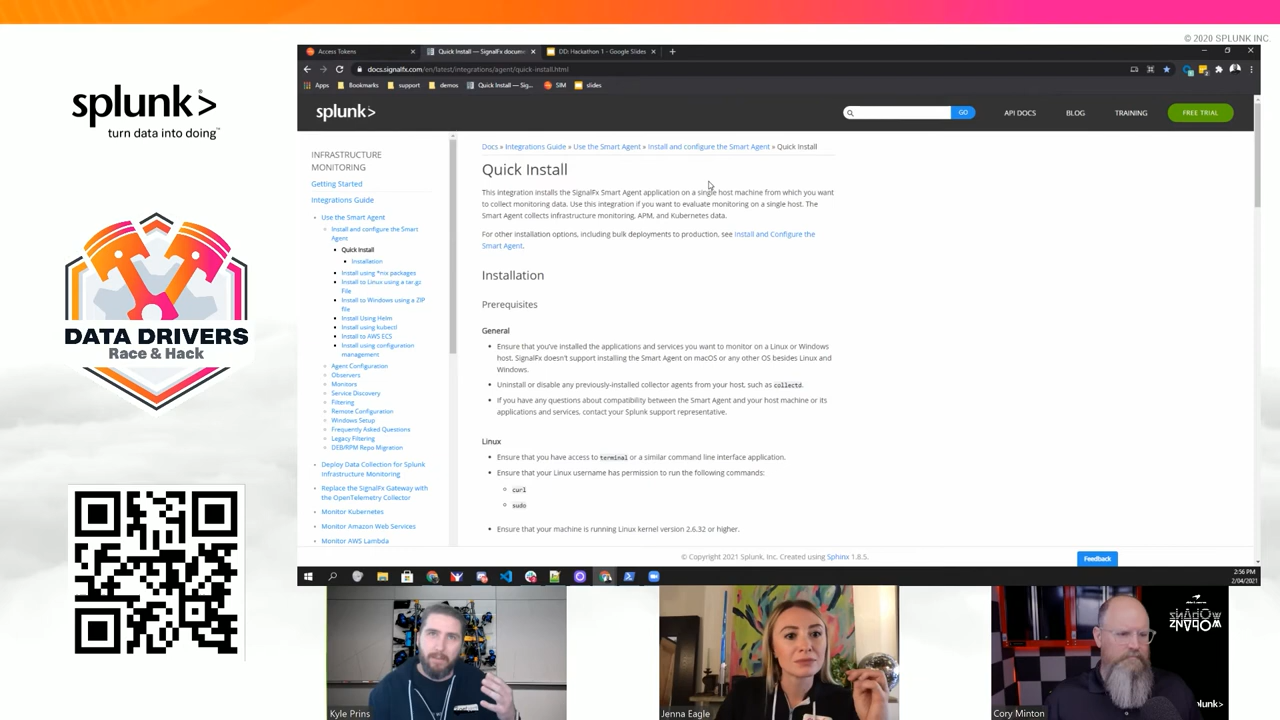 © 2020 SPLUNK INC.
splunk>
turn data into doing™
DATA DRIVERS
Race & Hack
Access Tokens
Quick Install — SignalFx docum
DD: Hackathon 1 - Google Slides
docs.signalfx.com/en/latest/integrations/agent/quick-install.html
Apps
Bookmarks
support
demos
Quick Install — Sig...
SIM
slides
splunk>
GO
API DOCS
BLOG
TRAINING
FREE TRIAL
INFRASTRUCTURE
MONITORING
Getting Started
Integrations Guide
Use the Smart Agent
Install and configure the Smart
Agent
Quick Install
Installation
Install using *nix packages
Install to Linux using a tar.gz
File
Install to Windows using a ZIP
file
Install Using Helm
Install using kubectl
Install to AWS ECS
Install using configuration
management
Agent Configuration
Observers
Monitors
Service Discovery
Filtering
Remote Configuration
Windows Setup
Frequently Asked Questions
Legacy Filtering
DEB/RPM Repo Migration
Deploy Data Collection for Splunk
Infrastructure Monitoring
Replace the SignalFx Gateway with
the OpenTelemetry Collector
Monitor Kubernetes
Monitor Amazon Web Services
Monitor AWS Lambda
Docs » Integrations Guide » Use the Smart Agent » Install and configure the Smart Agent » Quick Install
Quick Install
This integration installs the SignalFx Smart Agent application on a single host machine from which you want
to collect monitoring data. Use this integration if you want to evaluate monitoring on a single host. The
Smart Agent collects infrastructure monitoring, APM, and Kubernetes data.
For other installation options, including bulk deployments to production, see Install and Configure the
Smart Agent.
Installation
Prerequisites
General
Ensure that you've installed the applications and services you want to monitor on a Linux or Windows
host. SignalFx doesn't support installing the Smart Agent on macOS or any other OS besides Linux and
Windows.
Uninstall or disable any previously-installed collector agents from your host, such as collectd.
If you have any questions about compatibility between the Smart Agent and your host machine or its
applications and services, contact your Splunk support representative.
Linux
Ensure that you have access to terminal or a similar command line interface application.
Ensure that your Linux username has permission to run the following commands:
curl
sudo
Ensure that your machine is running Linux kernel version 2.6.32 or higher.
© Copyright 2021 Splunk, Inc. Created using Sphinx 1.8.5.
Feedback
2:56 PM
2/04/2021
Kyle Prins
Jenna Eagle
Cory Minton
splunk>